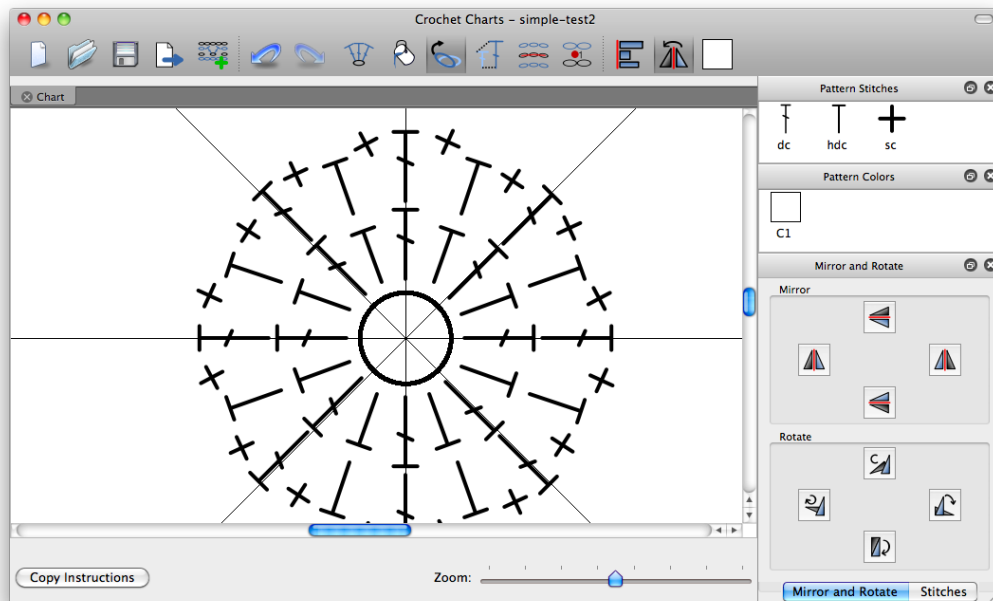 Crochet Charts - simple-test2
Chart
Pattern Stitches
dc hdc sc
Pattern Colors
C1
Mirror and Rotate
Mirror
Rotate
Copy Instructions
Zoom:
Mirror and Rotate Stitches